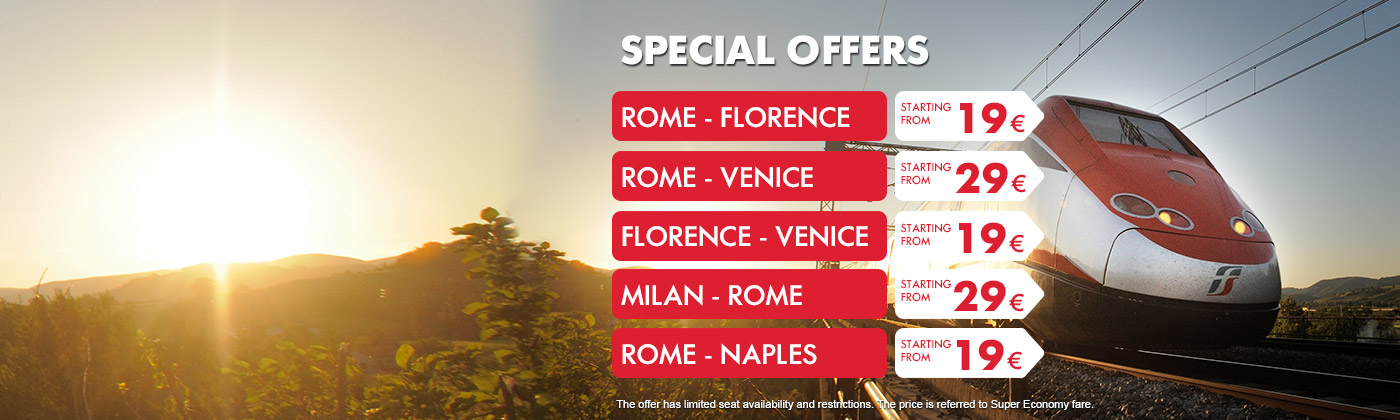 SPECIAL OFFERS
ROME - FLORENCE
STARTING
FROM
19€
ROME - VENICE
STARTING
FROM
29€
FLORENCE - VENICE
STARTING
FROM
19€
MILAN - ROME
STARTING
FROM
29€
ROME - NAPLES
STARTING
FROM
19€
The offer has limited seat availability and restrictions. The price is referred to Super Economy fare.